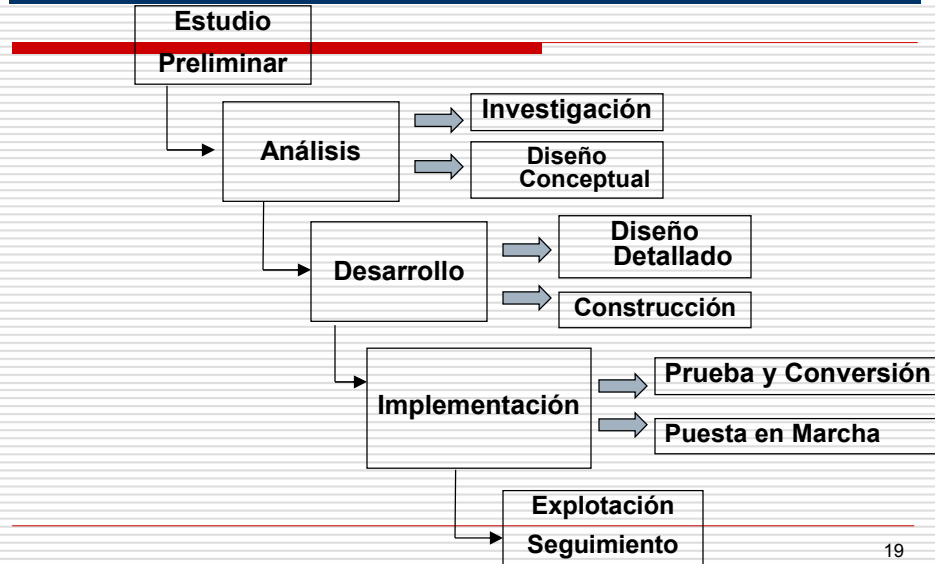 Estudio
Preliminar
Análisis
Investigación
Diseño
Conceptual
Desarrollo
Diseño
Detallado
Construcción
Implementación
Prueba y Conversión
Puesta en Marcha
Explotación
Seguimiento
19